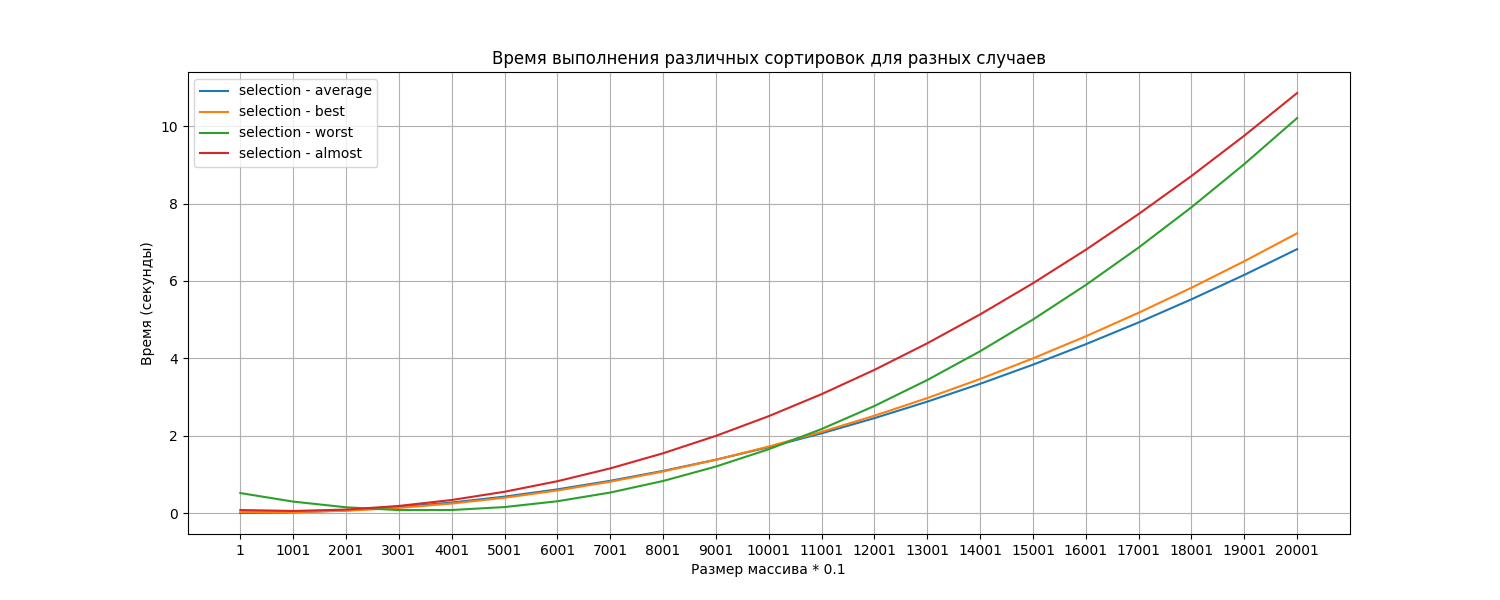 Время выполнения различных сортировок для разных случаев
selection - average
selection - best
selection - worst
selection - almost
10
8
6
4
2
0
Время (секунды)
1 1001 2001 3001 4001 5001 6001 7001 8001 9001 10001 11001 12001 13001 14001 15001 16001 17001 18001 19001 20001
Размер массива * 0.1